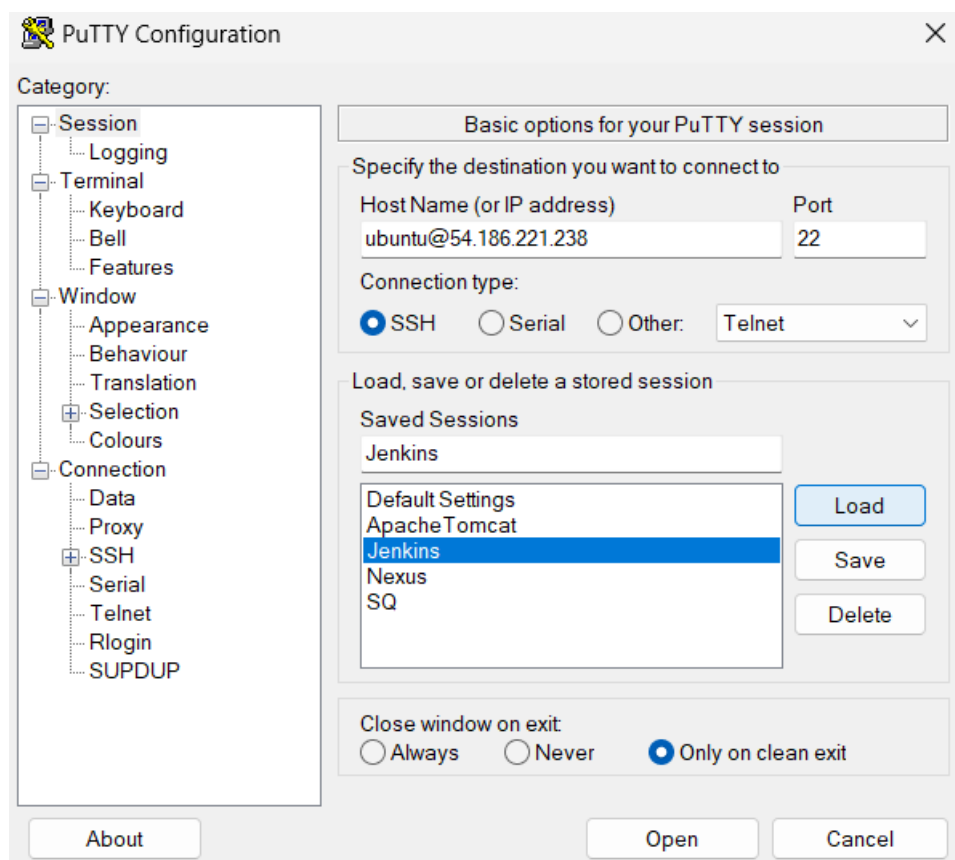 PuTTY Configuration
Category:
Session
Logging
Terminal
Keyboard
Bell
Features
Window
Appearance
Behaviour
Translation
Selection
Colours
Connection
Data
Proxy
SSH
Serial
Telnet
Rlogin
SUPDUP
Basic options for your PuTTY session
Specify the destination you want to connect to
Host Name (or IP address) Port
ubuntu@54.186.221.238 22
Connection type:
SSH Serial Other: Telnet
Load, save or delete a stored session
Saved Sessions
Jenkins
Default Settings
ApacheTomcat
Jenkins
Nexus
SQ
Load
Save
Delete
Close window on exit:
Always Never Only on clean exit
About Open Cancel